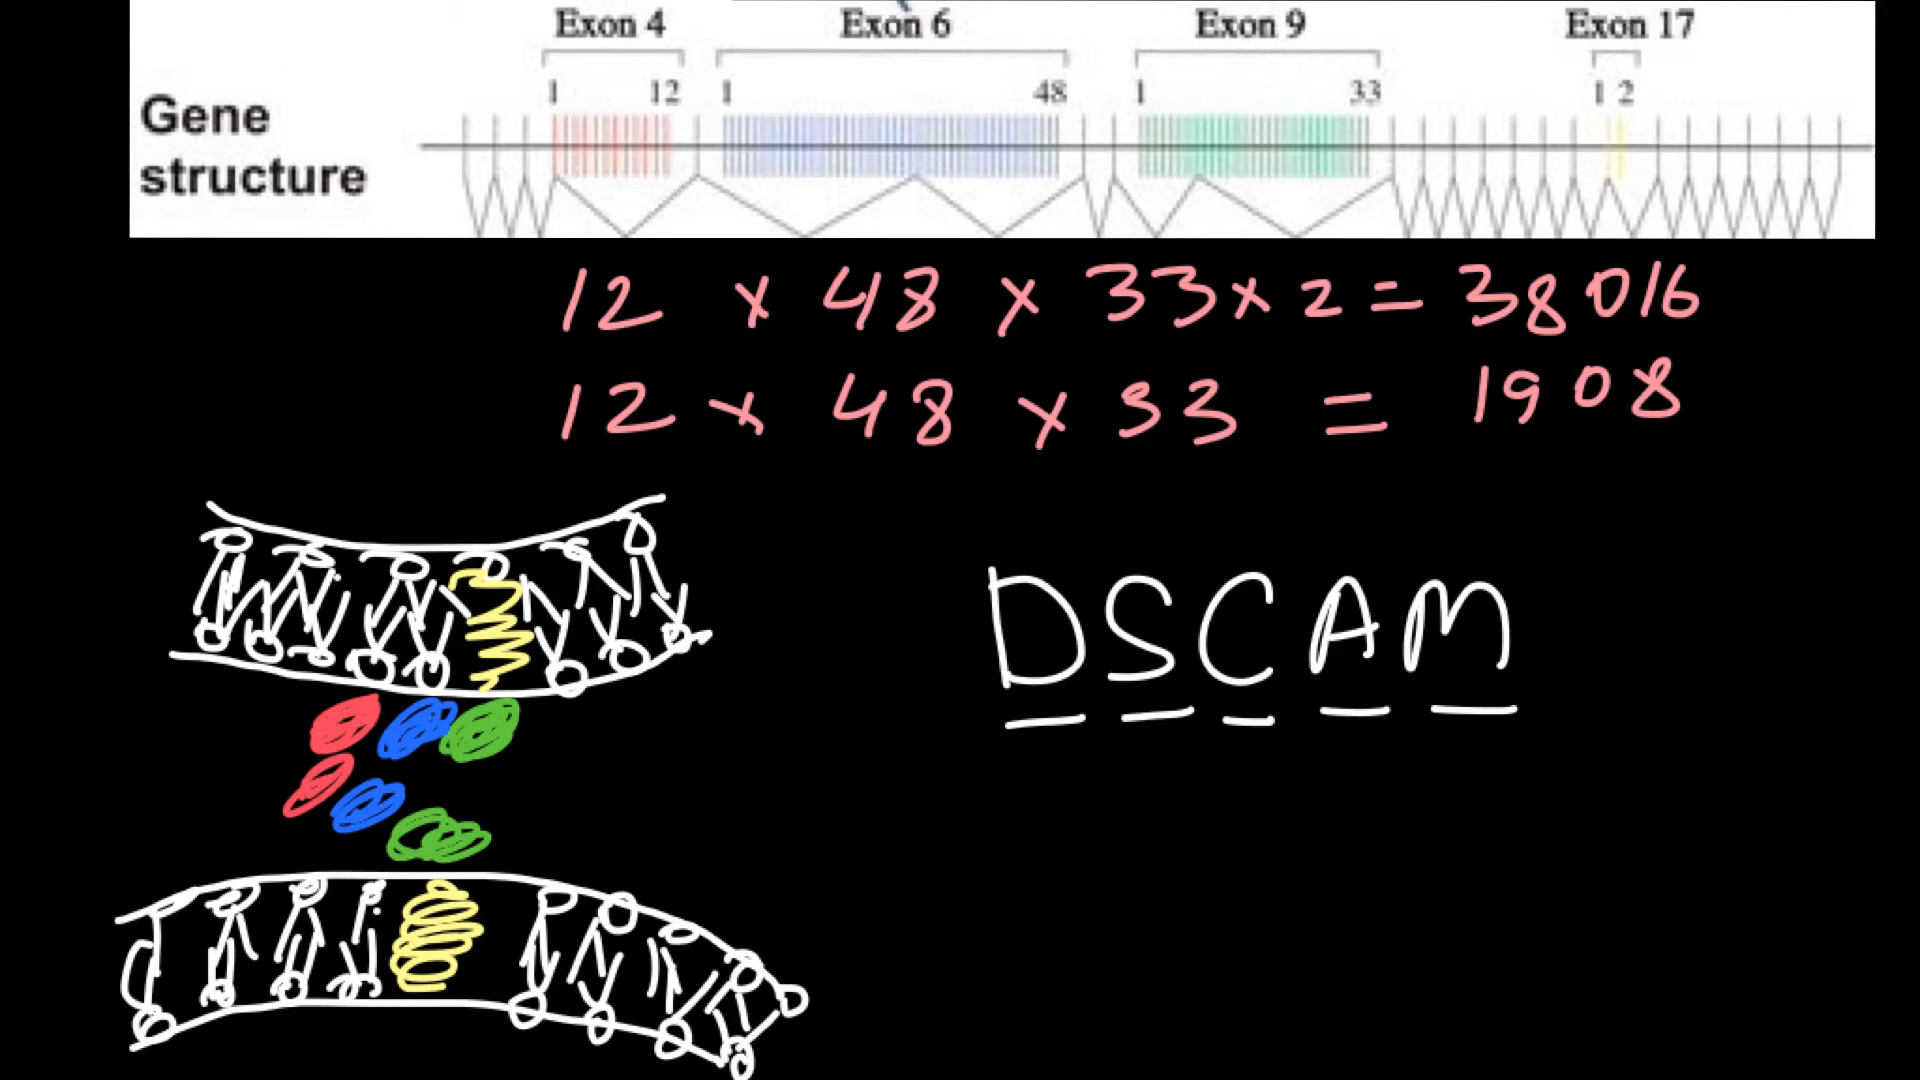 Exon 4 Exon 6 Exon 9 Exon 17
1 12 1 48 1 33 1 2
Gene
structure
12 x 48 x 33 x 2 = 38016
12 x 48 x 33 = 1908
DSCAM